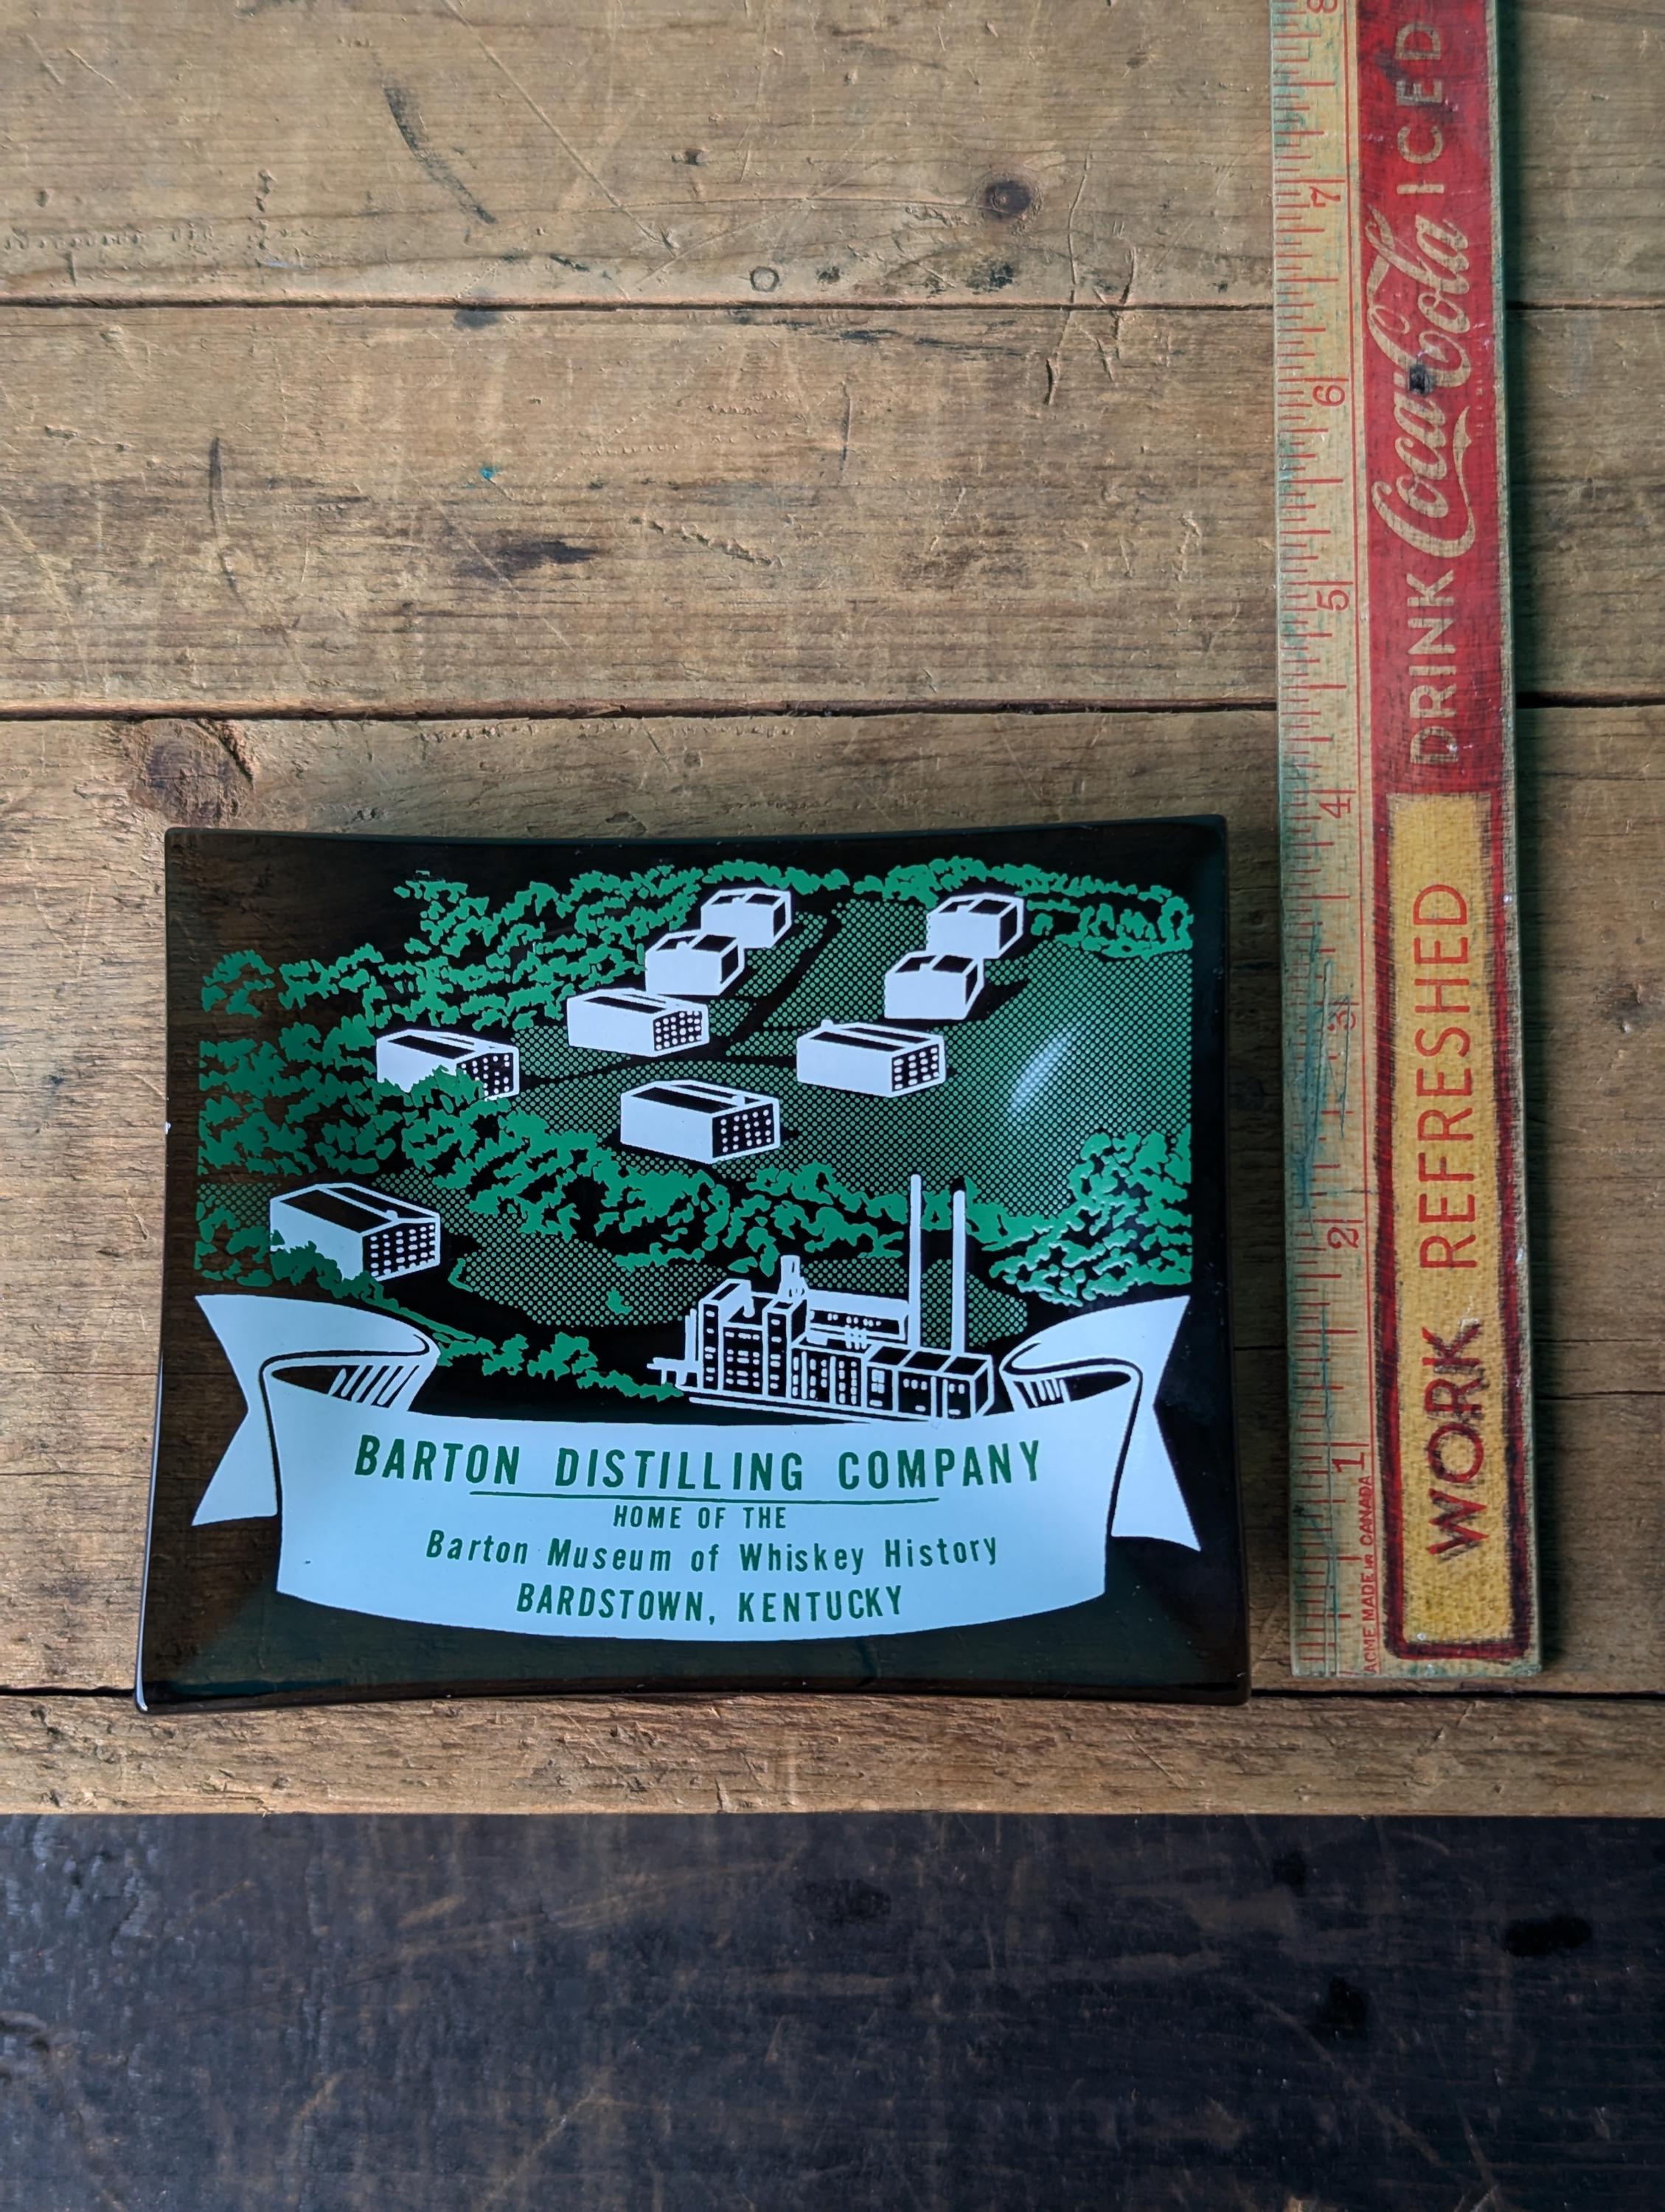 BARTON DISTILLING COMPANY
HOME OF THE
Barton Museum of Whiskey History
BARDSTOWN, KENTUCKY
WORK REFRESHED
DRINK Coca-Cola ICED
ACME MADE IN CANADA
1 2 3 4 5 6 7 8